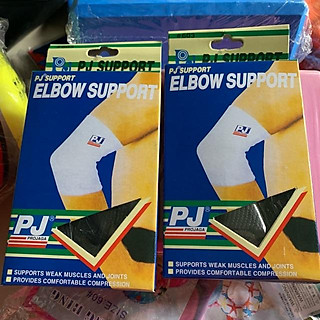 PJ SUPPORT
PJ SUPPORT
ELBOW SUPPORT
PJ
PJ®
PROJAGA
SUPPORTS WEAK MUSCLES AND JOINTS
PROVIDES COMFORTABLE COMPRESSION
PJ SUPPORT
PJ SUPPORT
ELBOW SUPPORT
PJ
PJ®
PROJAGA
SUPPORTS WEAK MUSCLES AND JOINTS
PROVIDES COMFORTABLE COMPRESSION